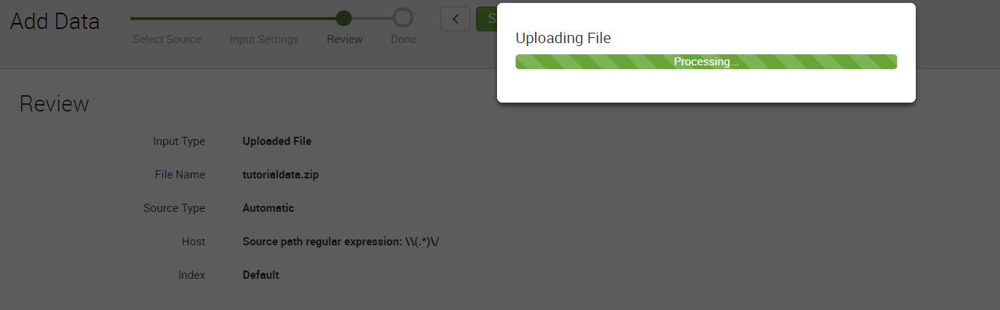 Add Data
Select Source
Input Settings
Review
Done
S
Uploading File
Processing...
Review
Input Type Uploaded File
File Name tutorialdata.zip
Source Type Automatic
Host Source path regular expression: \\(.*)\/
Index Default